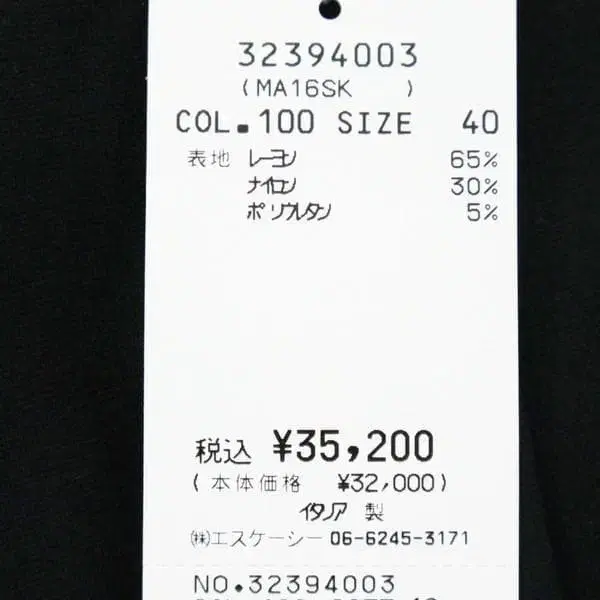 32394003
(MA16SK    )
COL.100 SIZE  40
表地 レーヨン 65%
ナイロン 30%
ポリウレタン 5%
税込 ¥35,200
(本体価格 ¥32,000)
イタリア 製
㈱エスケーシー 06-6245-3171
NO.32394003